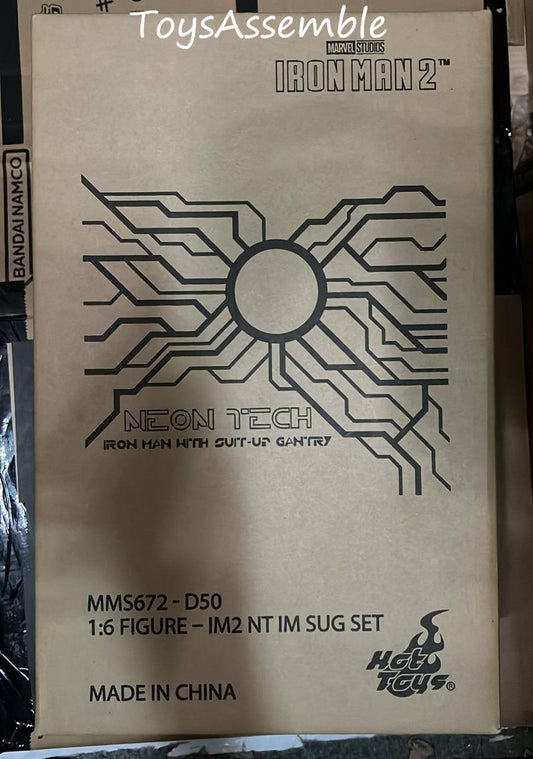 ToysAssemble
MARVEL STUDIOS
IRON MAN 2™
BANDAI NAMCO
NEON TECH
IRON MAN WITH SUIT-UP GANTRY
MMS672 - D50
1:6 FIGURE – IM2 NT IM SUG SET
MADE IN CHINA
Hot
Toys®